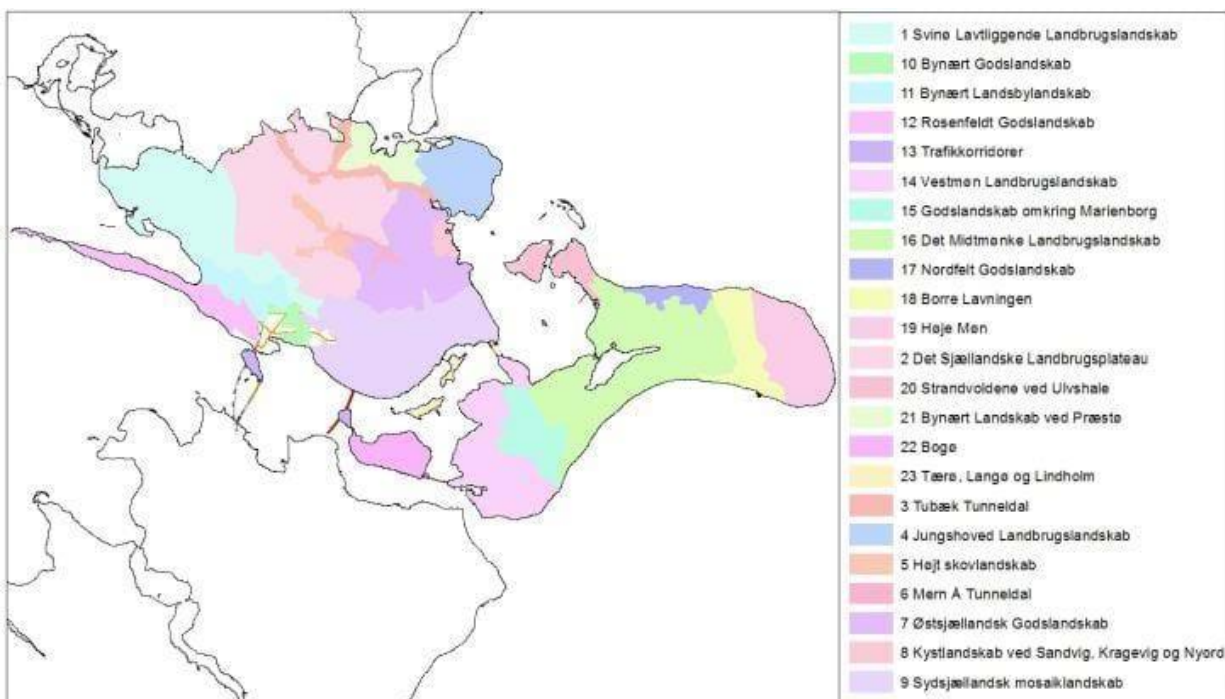 1 Svinø Lavtliggende Landbrugslandskab
10 Bynært Godslandskab
11 Bynært Landsbylandskab
12 Rosenfeldt Godslandskab
13 Trafikkorridorer
14 Vestmøn Landbrugslandskab
15 Godslandskab omkring Marienborg
16 Det Midtmønke Landbrugslandskab
17 Nordfelt Godslandskab
18 Borre Lavningen
19 Høje Møn
2 Det Sjællandske Landbrugsplateau
20 Strandvoldene ved Ulvshale
21 Bynært Landskab ved Præstø
22 Bogø
23 Tærø, Langø og Lindholm
3 Tubæk Tunneldal
4 Jungshoved Landbrugslandskab
5 Højt skovlandskab
6 Mern Å Tunneldal
7 Østsjællandsk Godslandskab
8 Kystlandskab ved Sandvig, Kragevig og Nyord
9 Sydsjællandsk mosaiklandskab